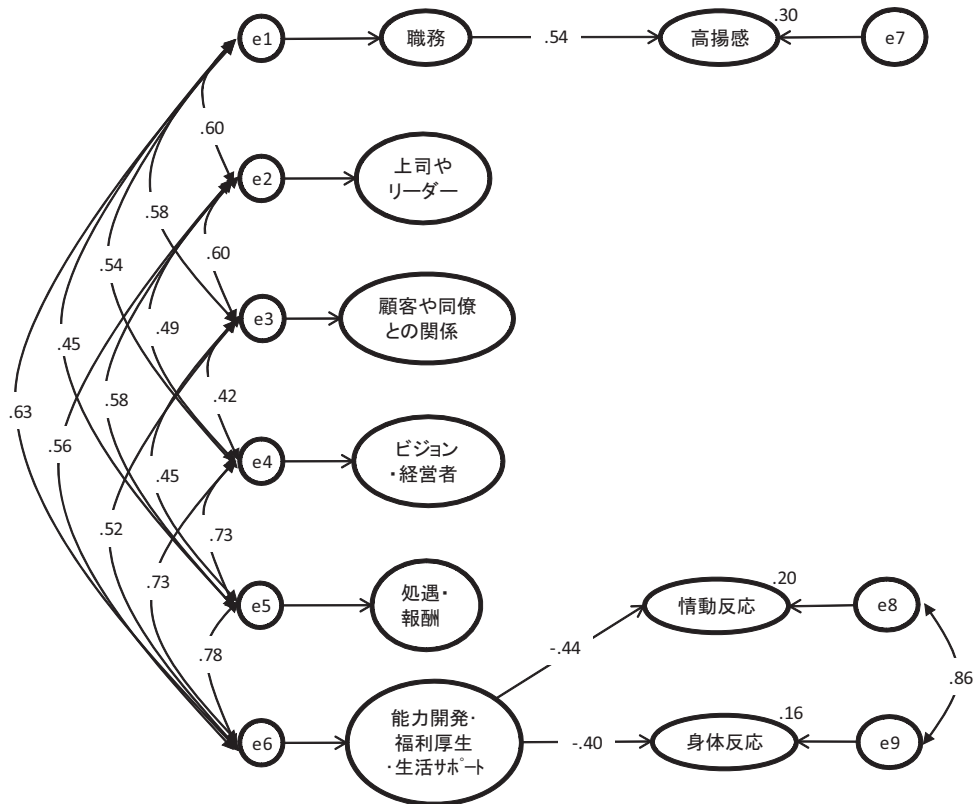 e1
職務
.54
高揚感
.30
e7
.60
e2
上司や
リーダー
.58
.60
.54
e3
顧客や同僚
との関係
.45
.49
.42
.63
.58
.56
e4
ビジョン
・経営者
.45
.52
.73
.73
e5
処遇・
報酬
.20
情動反応
e8
-.44
.78
.86
e6
能力開発・
福利厚生
・生活サポート
-.40
.16
身体反応
e9